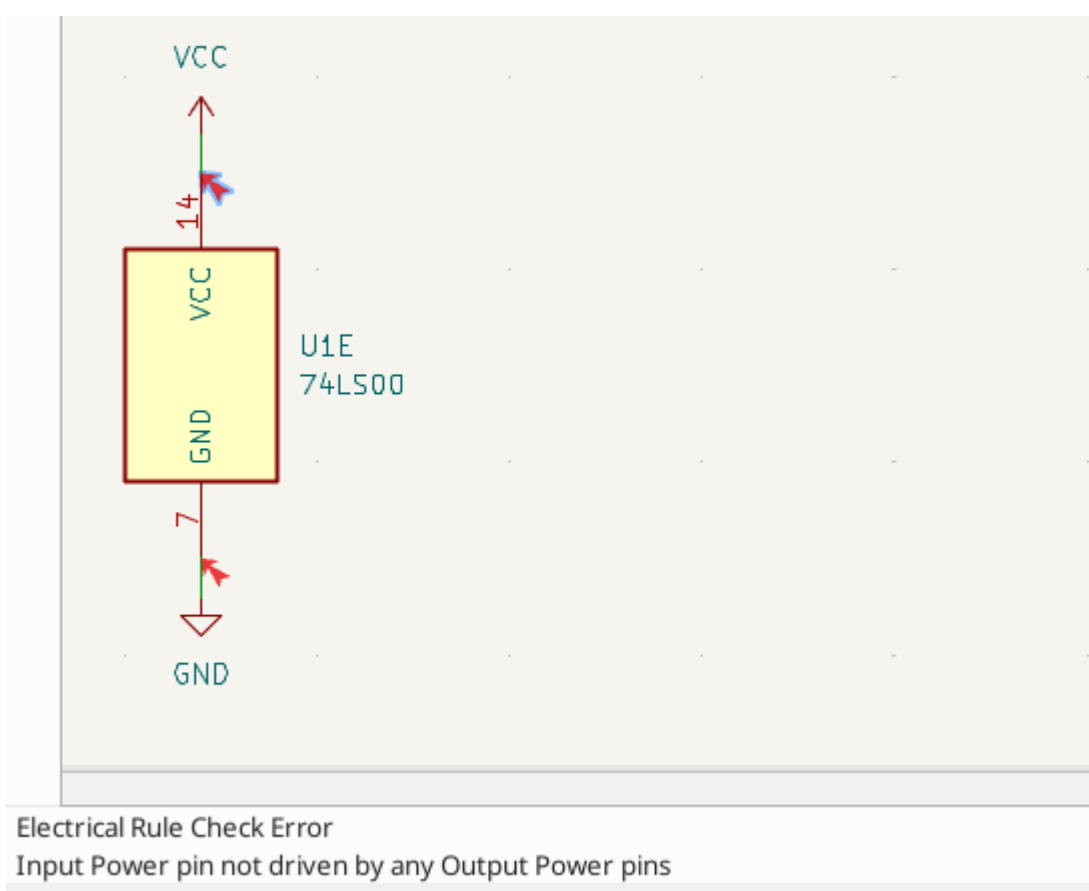 VCC
14
VCC
U1E
74LS00
GND
7
GND
Electrical Rule Check Error
Input Power pin not driven by any Output Power pins